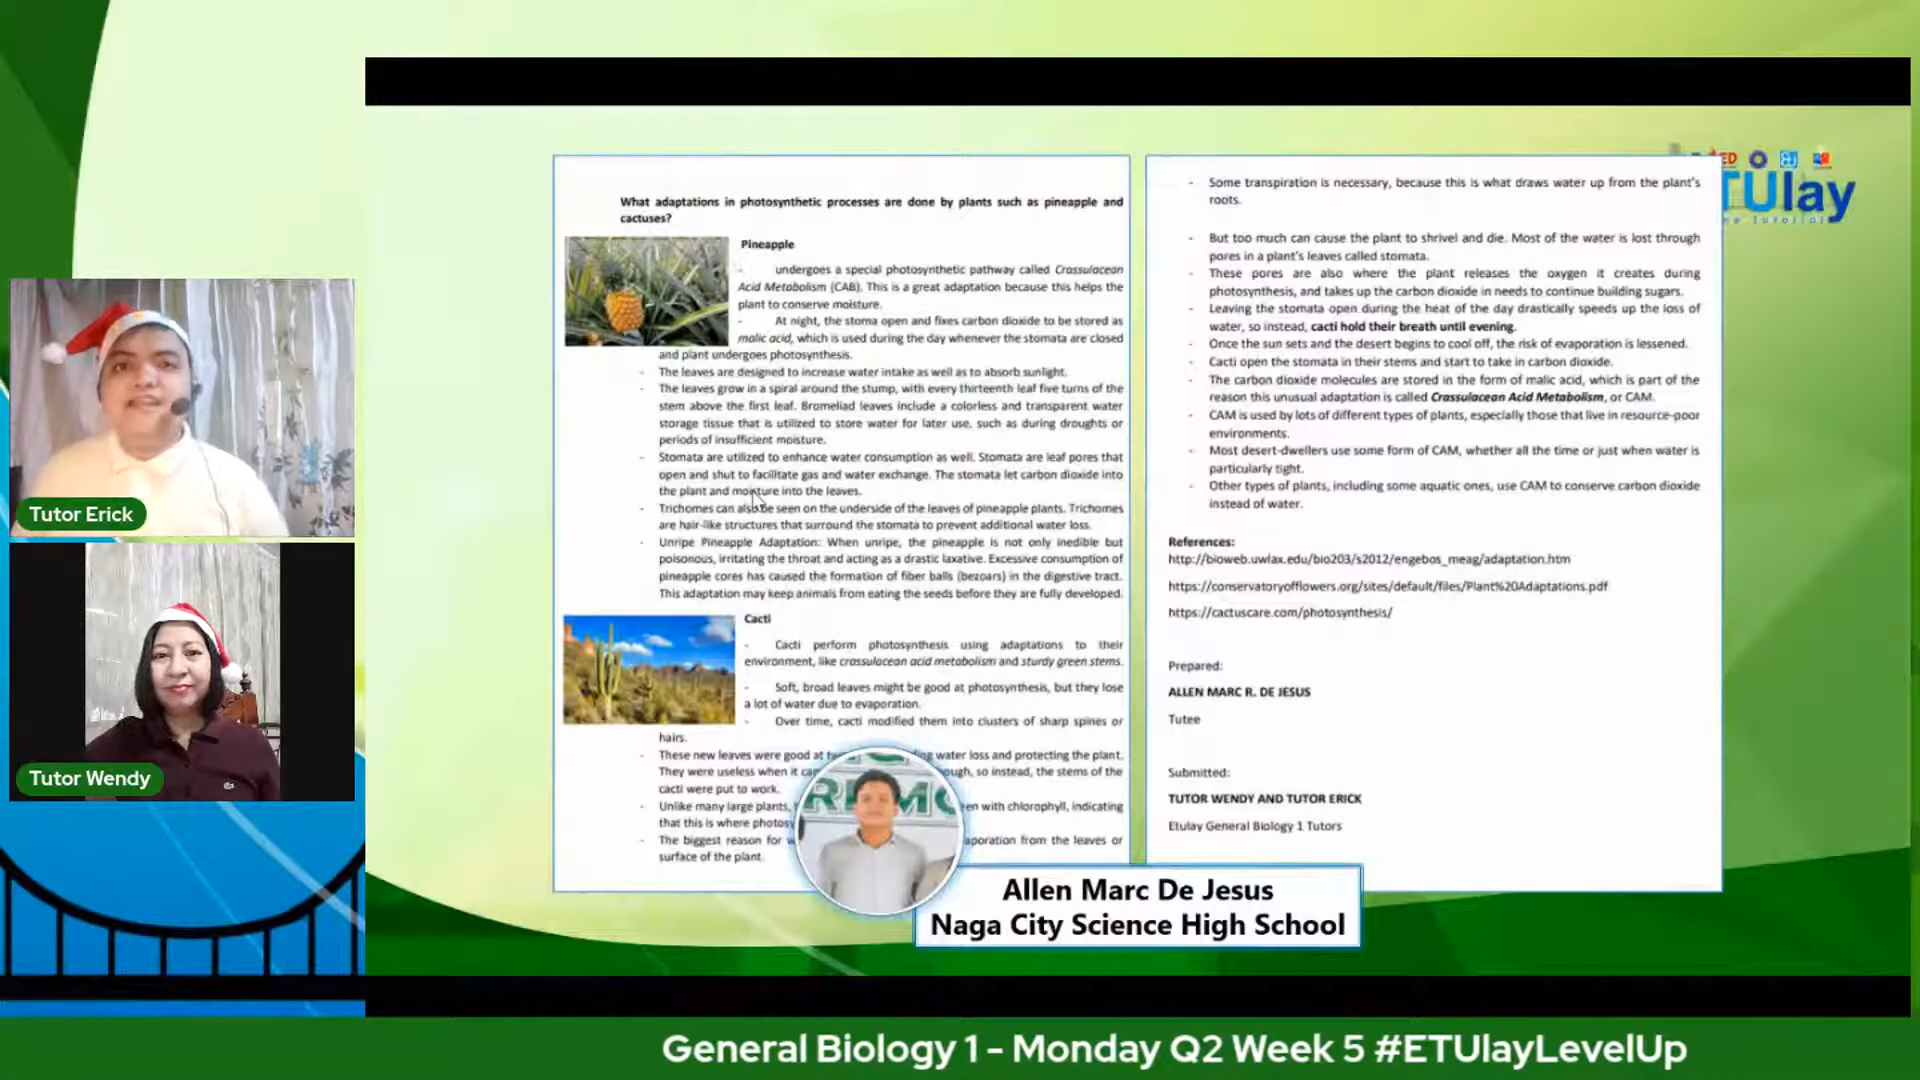 What adaptations in photosynthetic processes are done by plants such as pineapple and
cactuses?
Pineapple
- undergoes a special photosynthetic pathway called Crassulacean
Acid Metabolism (CAB). This is a great adaptation because this helps the
plant to conserve moisture.
- At night, the stoma open and fixes carbon dioxide to be stored as
malic acid, which is used during the day whenever the stomata are closed
and plant undergoes photosynthesis.
- The leaves are designed to increase water intake as well as to absorb sunlight.
- The leaves grow in a spiral around the stump, with every thirteenth leaf five turns of the
stem above the first leaf. Bromeliad leaves include a colorless and transparent water
storage tissue that is utilized to store water for later use, such as during droughts or
periods of insufficient moisture.
- Stomata are utilized to enhance water consumption as well. Stomata are leaf pores that
open and shut to facilitate gas and water exchange. The stomata let carbon dioxide into
the plant and moisture into the leaves.
- Trichomes can also be seen on the underside of the leaves of pineapple plants. Trichomes
are hair-like structures that surround the stomata to prevent additional water loss.
- Unripe Pineapple Adaptation: When unripe, the pineapple is not only inedible but
poisonous, irritating the throat and acting as a drastic laxative. Excessive consumption of
pineapple cores has caused the formation of fiber balls (bezoars) in the digestive tract.
This adaptation may keep animals from eating the seeds before they are fully developed.
Cacti
- Cacti perform photosynthesis using adaptations to their
environment, like crassulacean acid metabolism and sturdy green stems.
- Soft, broad leaves might be good at photosynthesis, but they lose
a lot of water due to evaporation.
- Over time, cacti modified them into clusters of sharp spines or
hairs.
- These new leaves were good at water loss and protecting the plant.
They were useless when it so instead, the stems of the
cacti were put to work.
- Unlike many large plants, with chlorophyll, indicating
that this is where
- The biggest reason for from the leaves or
surface of the plant.
- Some transpiration is necessary, because this is what draws water up from the plant's
roots.
- But too much can cause the plant to shrivel and die. Most of the water is lost through
pores in a plant's leaves called stomata.
- These pores are also where the plant releases the oxygen it creates during
photosynthesis, and takes up the carbon dioxide in needs to continue building sugars.
- Leaving the stomata open during the heat of the day drastically speeds up the loss of
water, so instead, cacti hold their breath until evening.
- Once the sun sets and the desert begins to cool off, the risk of evaporation is lessened.
- Cacti open the stomata in their stems and start to take in carbon dioxide.
- The carbon dioxide molecules are stored in the form of malic acid, which is part of the
reason this unusual adaptation is called Crassulacean Acid Metabolism, or CAM.
- CAM is used by lots of different types of plants, especially those that live in resource-poor
environments.
- Most desert-dwellers use some form of CAM, whether all the time or just when water is
particularly tight.
- Other types of plants, including some aquatic ones, use CAM to conserve carbon dioxide
instead of water.
References:
http://bioweb.uwlax.edu/bio203/s2012/engebos_meag/adaptation.htm
https://conservatoryofflowers.org/sites/default/files/Plant%20Adaptations.pdf
https://cactuscare.com/photosynthesis/
Prepared:
ALLEN MARC R. DE JESUS
Tutee
Submitted:
TUTOR WENDY AND TUTOR ERICK
Etulay General Biology 1 Tutors
TUlay
Tutor Erick
Tutor Wendy
Allen Marc De Jesus
Naga City Science High School
General Biology 1 - Monday Q2 Week 5 #ETUlayLevelUp